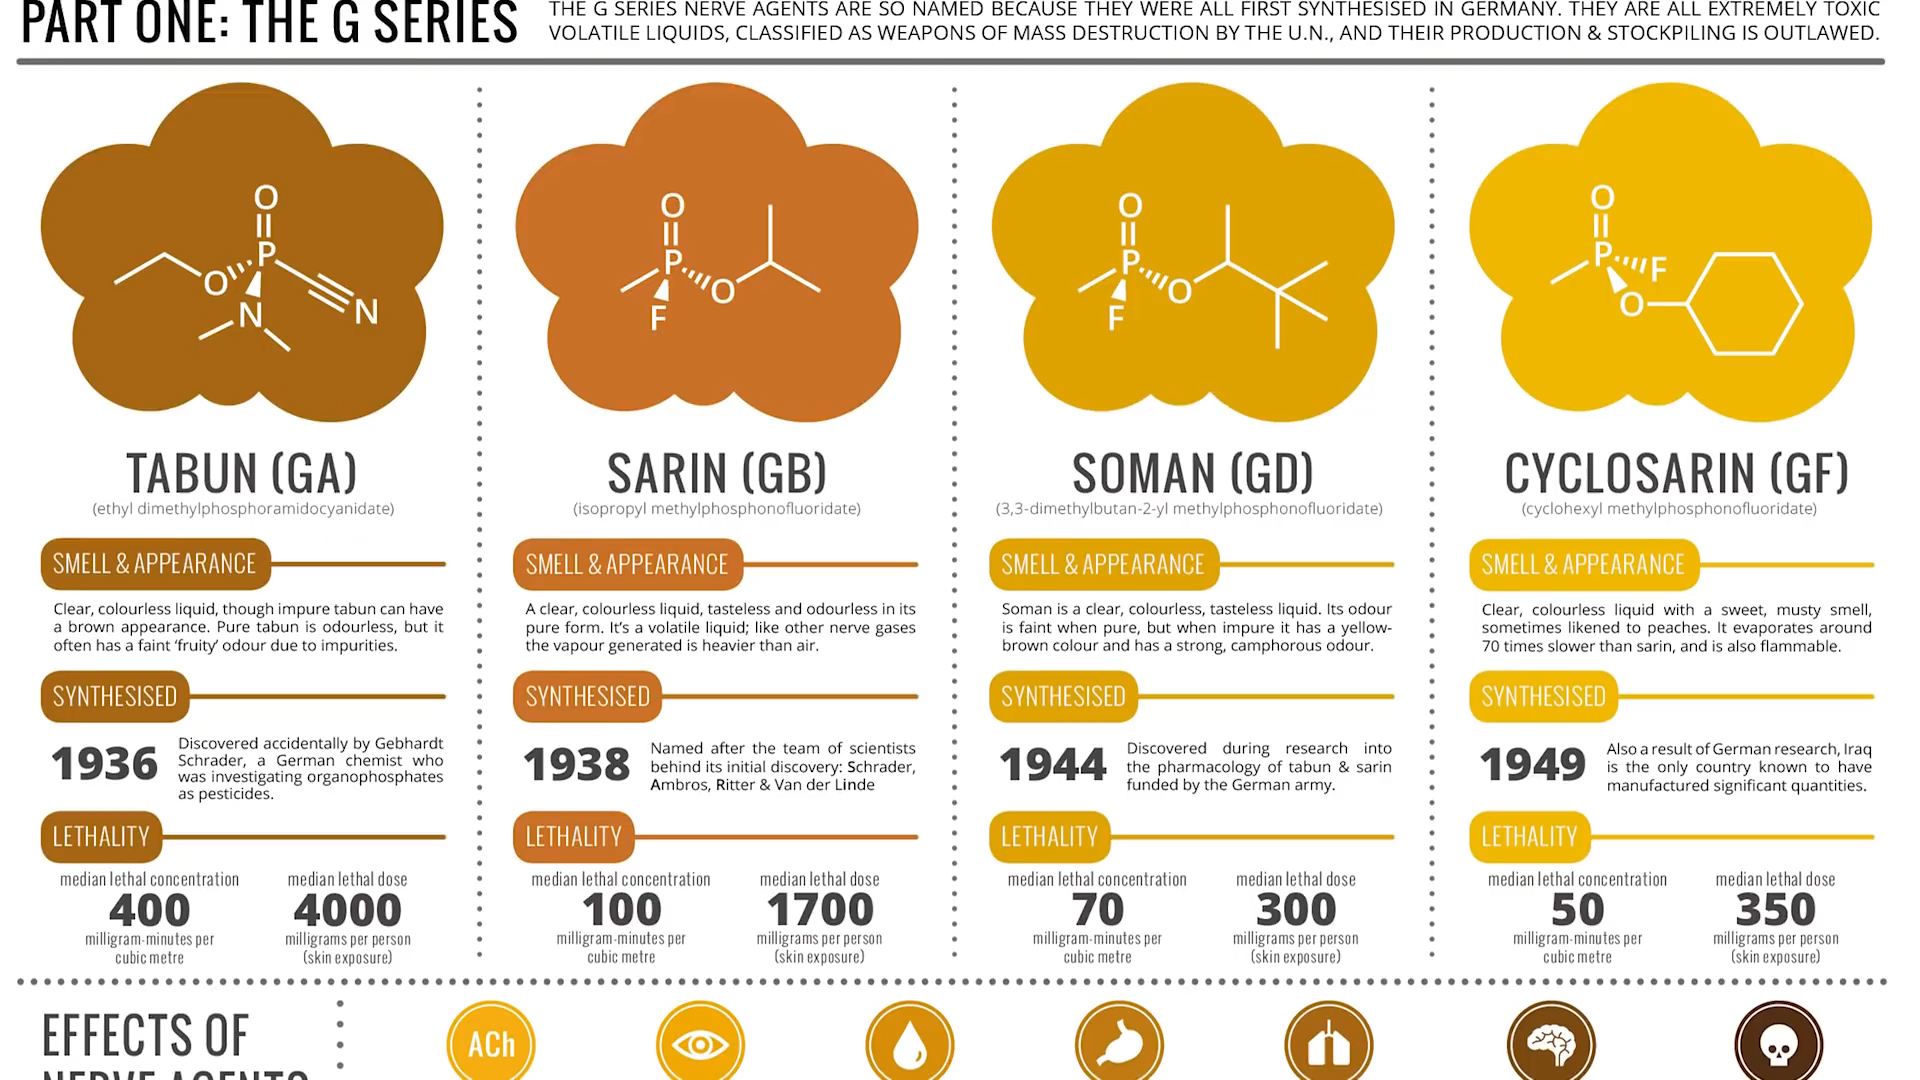 PART ONE: THE G SERIES
THE G SERIES NERVE AGENTS ARE SO NAMED BECAUSE THEY WERE ALL FIRST SYNTHESISED IN GERMANY. THEY ARE ALL EXTREMELY TOXIC
VOLATILE LIQUIDS, CLASSIFIED AS WEAPONS OF MASS DESTRUCTION BY THE U.N., AND THEIR PRODUCTION & STOCKPILING IS OUTLAWED.
O
P
O
N
N
TABUN (GA)
(ethyl dimethylphosphoramidocyanidate)
SMELL & APPEARANCE
Clear, colourless liquid, though impure tabun can have
a brown appearance. Pure tabun is odourless, but it
often has a faint ‘fruity’ odour due to impurities.
SYNTHESISED
1936
Discovered accidentally by Gebhardt
Schrader, a German chemist who
was investigating organophosphates
as pesticides.
LETHALITY
median lethal concentration
400
milligram-minutes per
cubic metre
median lethal dose
4000
milligrams per person
(skin exposure)
O
P
O
F
SARIN (GB)
(isopropyl methylphosphonofluoridate)
SMELL & APPEARANCE
A clear, colourless liquid, tasteless and odourless in its
pure form. It’s a volatile liquid; like other nerve gases
the vapour generated is heavier than air.
SYNTHESISED
1938
Named after the team of scientists
behind its initial discovery: Schrader,
Ambros, Ritter & Van der Linde
LETHALITY
median lethal concentration
100
milligram-minutes per
cubic metre
median lethal dose
1700
milligrams per person
(skin exposure)
O
P
O
F
SOMAN (GD)
(3,3-dimethylbutan-2-yl methylphosphonofluoridate)
SMELL & APPEARANCE
Soman is a clear, colourless, tasteless liquid. Its odour
is faint when pure, but when impure it has a yellow-
brown colour and has a strong, camphorous odour.
SYNTHESISED
1944
Discovered during research into
the pharmacology of tabun & sarin
funded by the German army.
LETHALITY
median lethal concentration
70
milligram-minutes per
cubic metre
median lethal dose
300
milligrams per person
(skin exposure)
O
P
F
O
CYCLOSARIN (GF)
(cyclohexyl methylphosphonofluoridate)
SMELL & APPEARANCE
Clear, colourless liquid with a sweet, musty smell,
sometimes likened to peaches. It evaporates around
70 times slower than sarin, and is also flammable.
SYNTHESISED
1949
Also a result of German research, Iraq
is the only country known to have
manufactured significant quantities.
LETHALITY
median lethal concentration
50
milligram-minutes per
cubic metre
median lethal dose
350
milligrams per person
(skin exposure)
EFFECTS OF
NERVE AGENTS
ACh